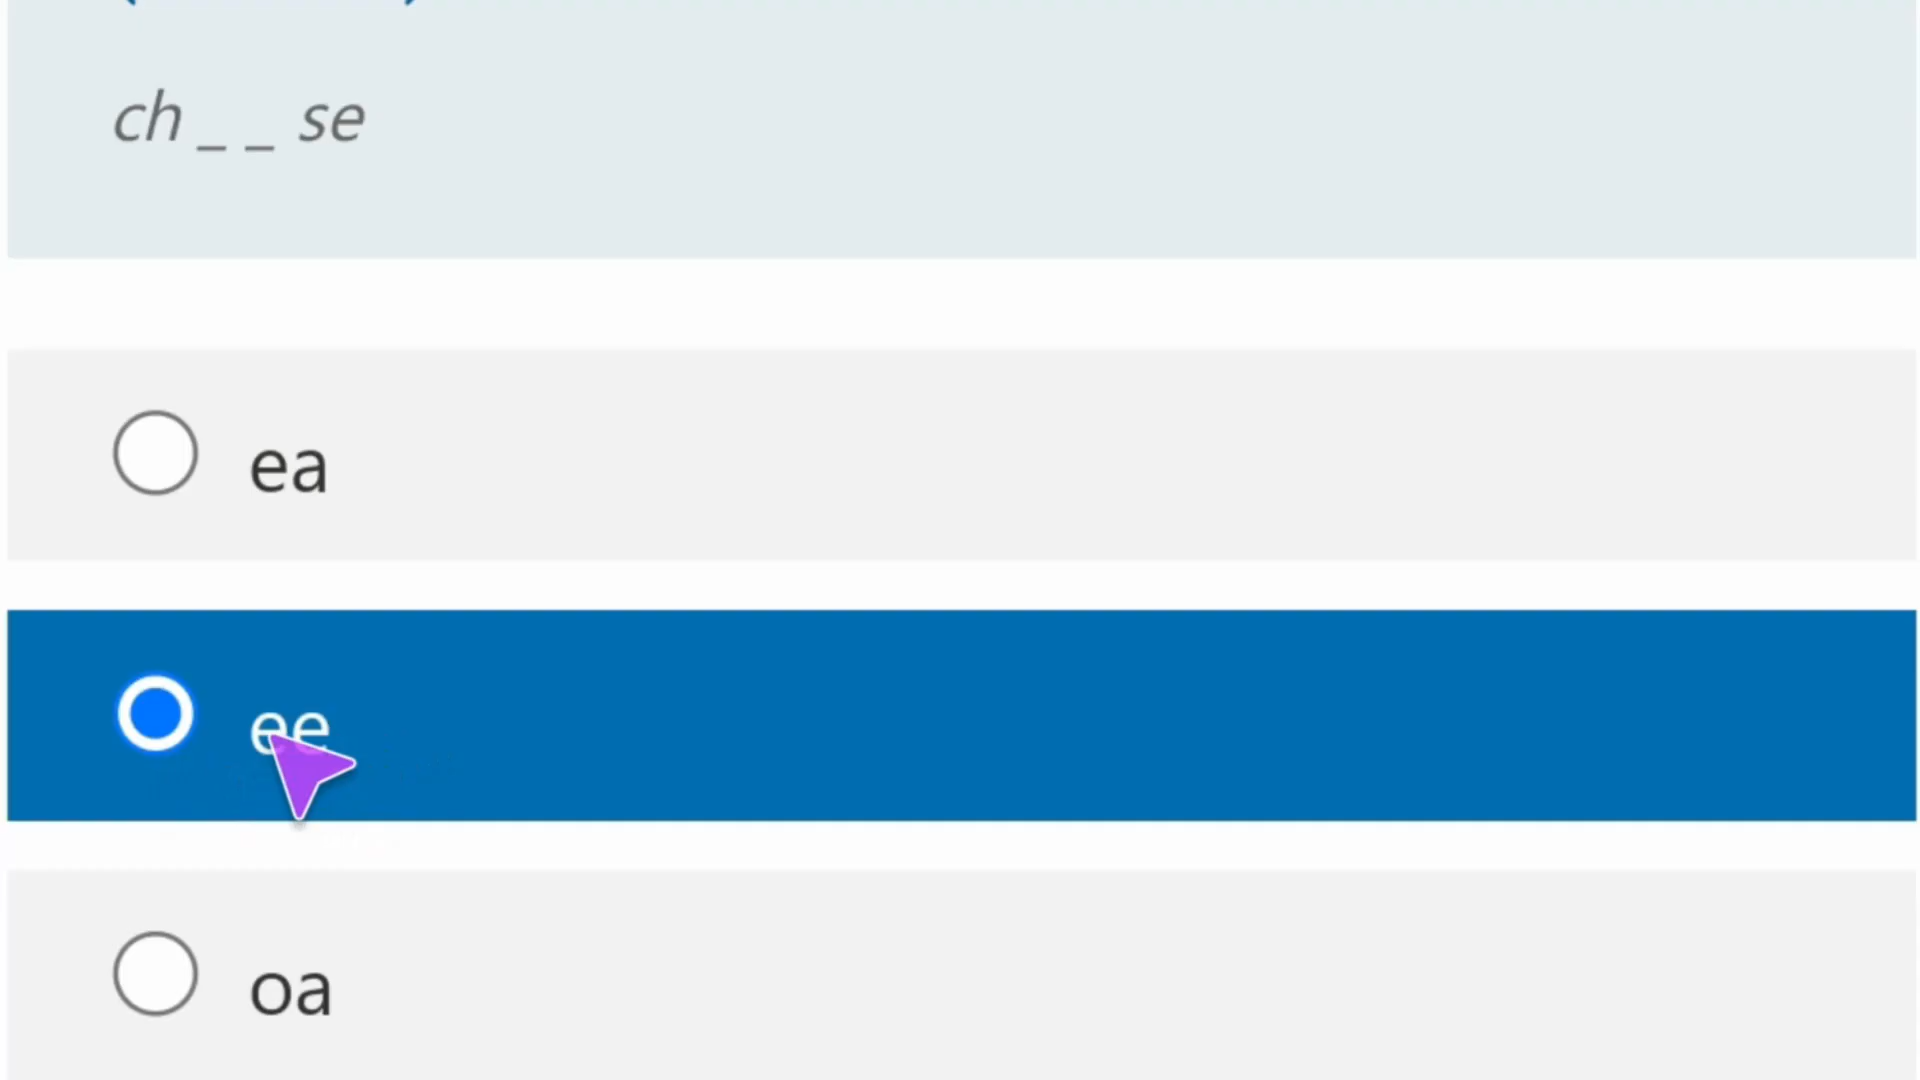 ch _ _ se
ea
ee
oa